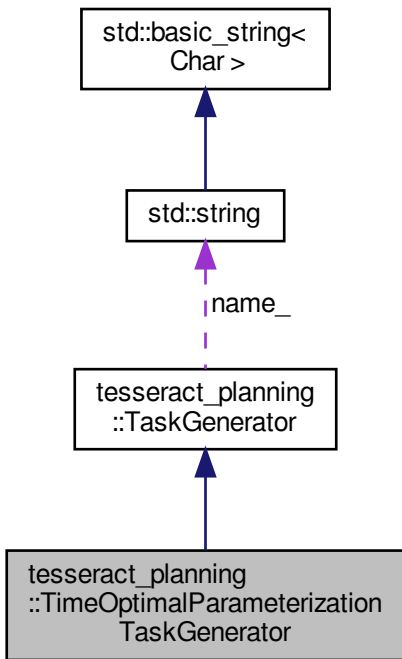 std::basic_string<
Char >
std::string
name_
tesseract_planning
::TaskGenerator
tesseract_planning
::TimeOptimalParameterization
TaskGenerator